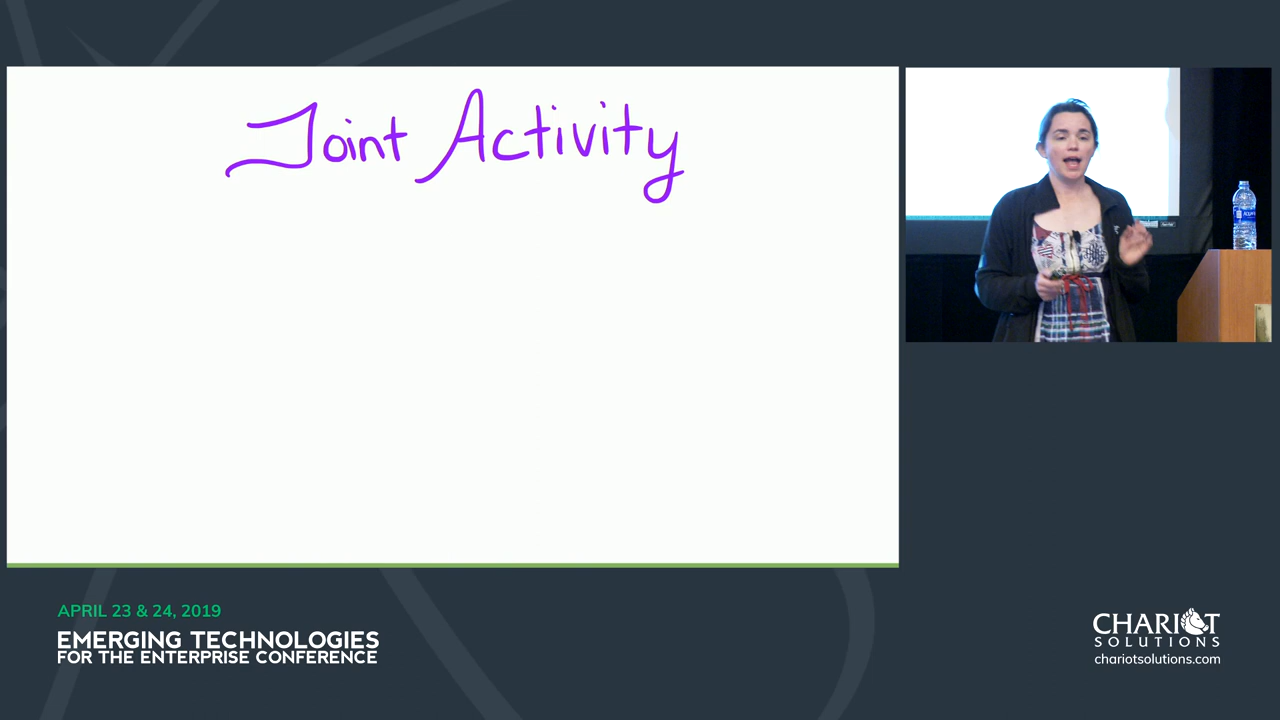 Joint Activity
APRIL 23 & 24, 2019
EMERGING TECHNOLOGIES
FOR THE ENTERPRISE CONFERENCE
CHARIOT
SOLUTIONS
chariotsolutions.com